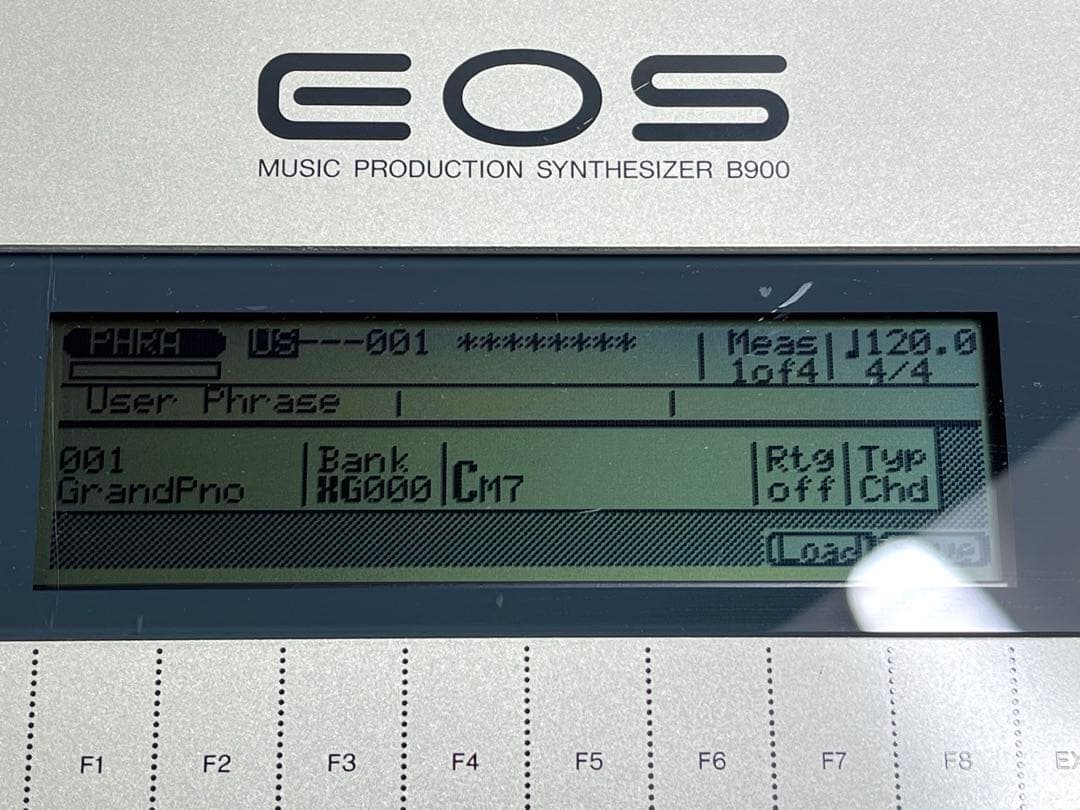 EOS
MUSIC PRODUCTION SYNTHESIZER B900
PHRA US---001 ******** Meas ♩120.0
1of4 4/4
User Phrase
001 Bank CM7 Rtg Typ
GrandPno XG000 off Chd
Load
F1 F2 F3 F4 F5 F6 F7 F8